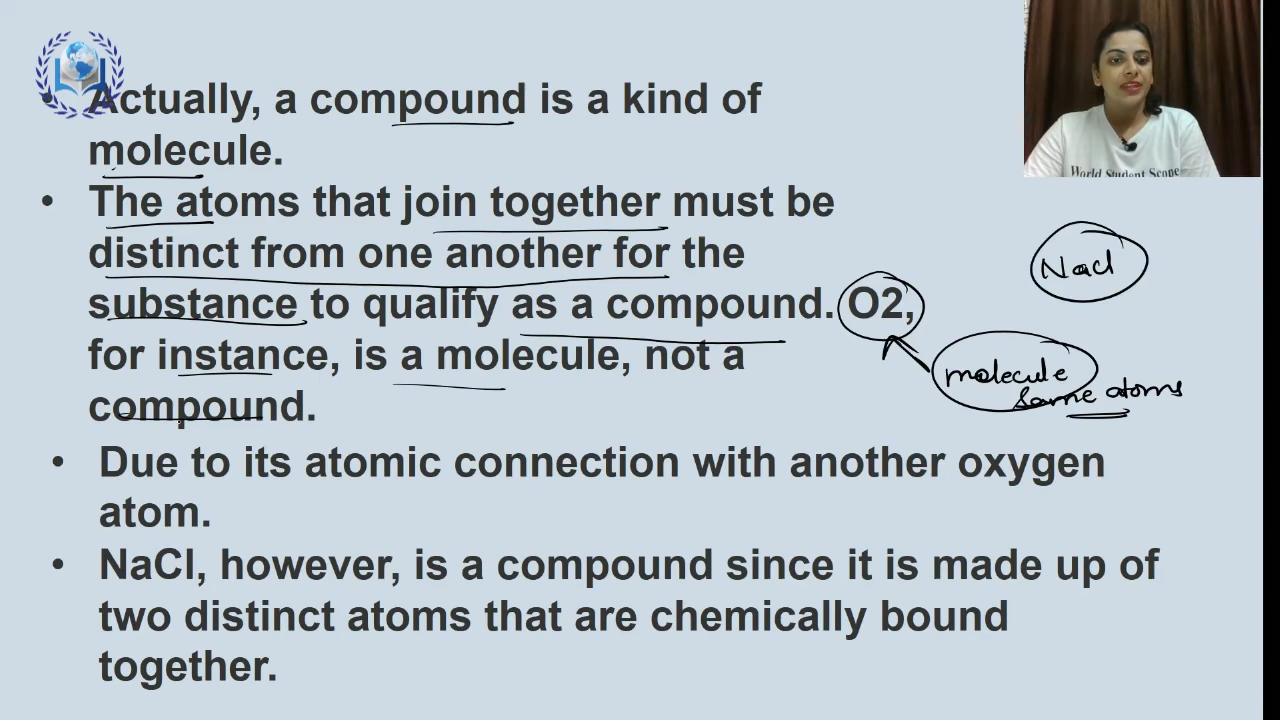 • Actually, a compound is a kind of
molecule.
• The atoms that join together must be
distinct from one another for the
substance to qualify as a compound. O2,
for instance, is a molecule, not a
compound.
• Due to its atomic connection with another oxygen
atom.
• NaCl, however, is a compound since it is made up of
two distinct atoms that are chemically bound
together.
World Student Scope
Nacl
molecule
same atoms